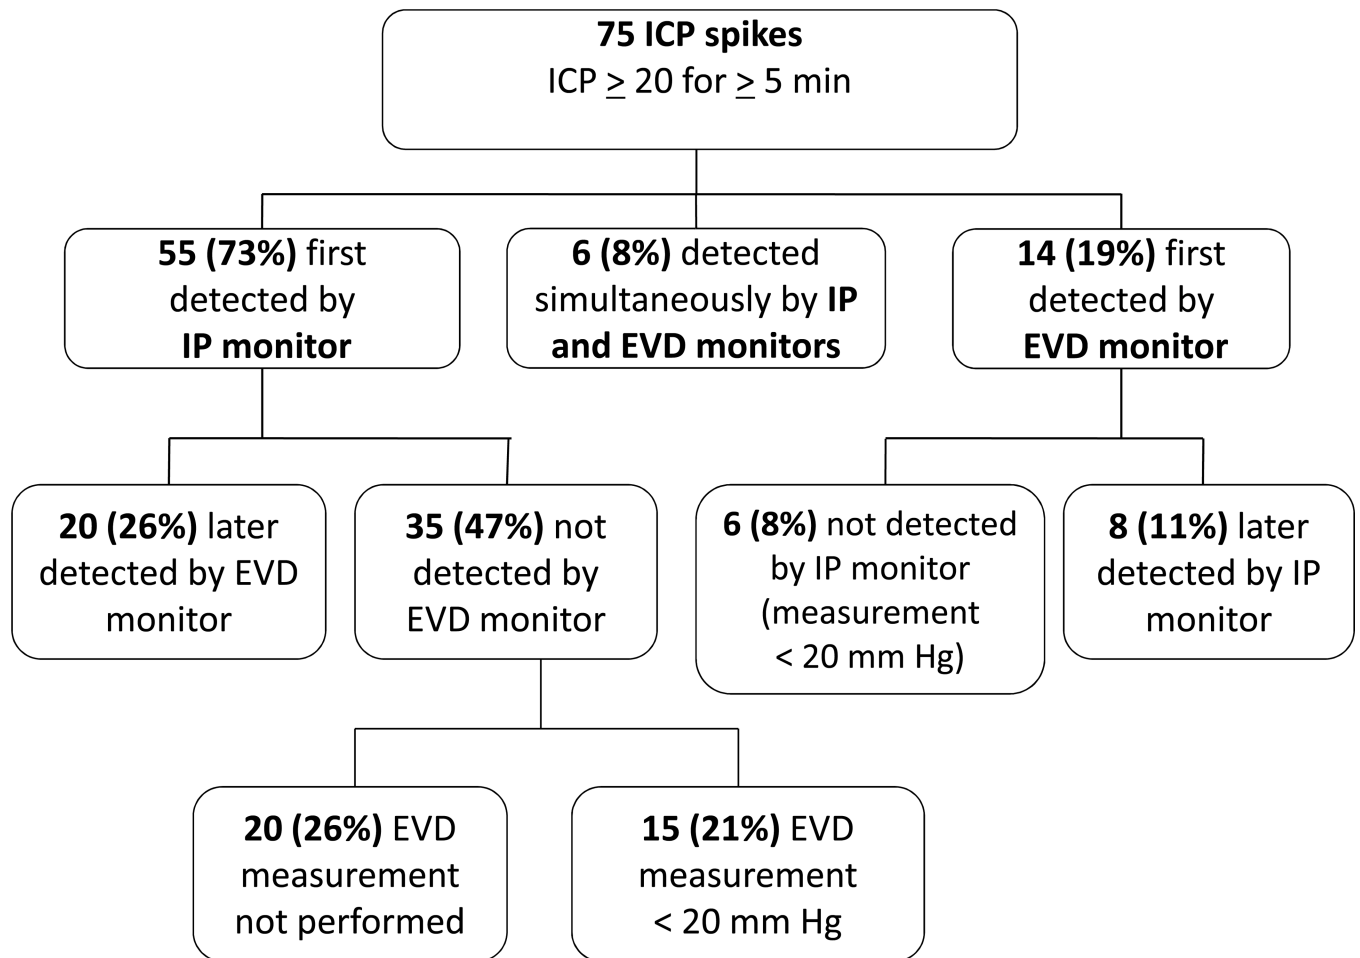 75 ICP spikes
ICP ≥ 20 for ≥ 5 min
55 (73%) first
detected by
IP monitor
6 (8%) detected
simultaneously by IP
and EVD monitors
14 (19%) first
detected by
EVD monitor
20 (26%) later
detected by EVD
monitor
35 (47%) not
detected by
EVD monitor
6 (8%) not detected
by IP monitor
(measurement
< 20 mm Hg)
8 (11%) later
detected by IP
monitor
20 (26%) EVD
measurement
not performed
15 (21%) EVD
measurement
< 20 mm Hg